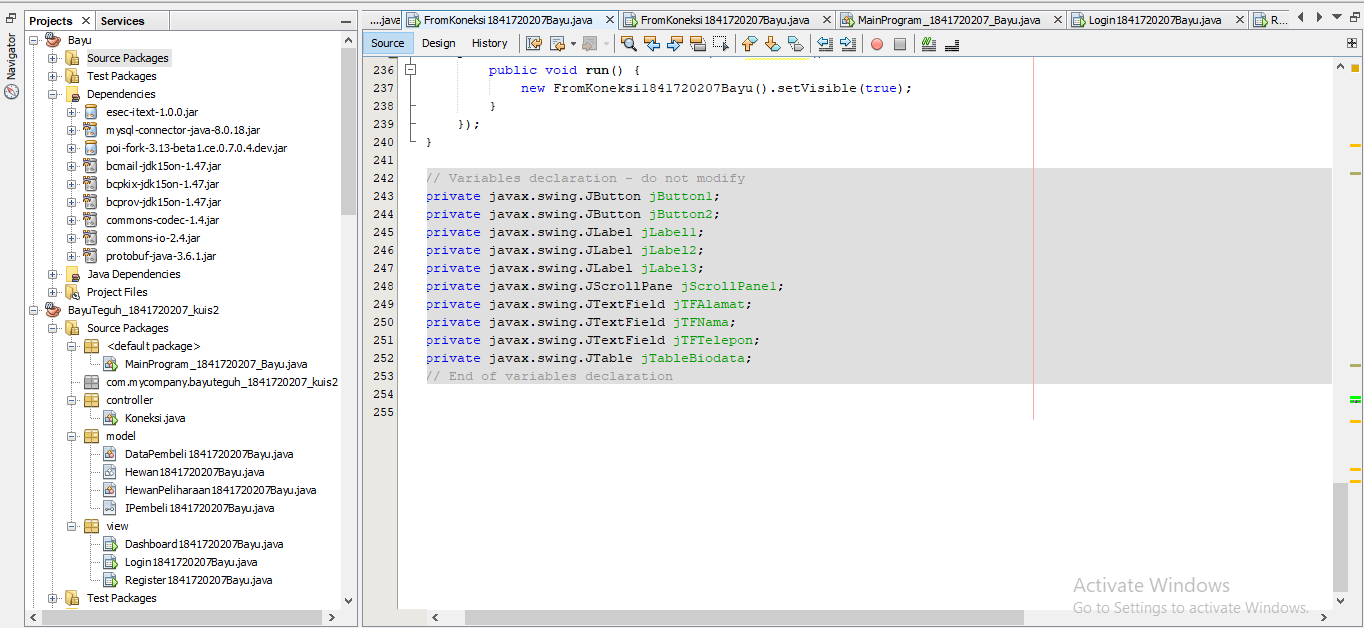 Projects
Services
Navigator
Bayu
Source Packages
Test Packages
Dependencies
esec-itext-1.0.0.jar
mysql-connector-java-8.0.18.jar
poi-fork-3.13-beta1.ce.0.7.0.4.dev.jar
bcmail-jdk15on-1.47.jar
bcpkix-jdk15on-1.47.jar
bcprov-jdk15on-1.47.jar
commons-codec-1.4.jar
commons-io-2.4.jar
protobuf-java-3.6.1.jar
Java Dependencies
Project Files
BayuTeguh_1841720207_kuis2
Source Packages
<default package>
MainProgram_1841720207_Bayu.java
com.mycompany.bayuteguh_1841720207_kuis2
controller
Koneksi.java
model
DataPembeli1841720207Bayu.java
Hewan1841720207Bayu.java
HewanPeliharaan1841720207Bayu.java
IPembeli1841720207Bayu.java
view
Dashboard1841720207Bayu.java
Login1841720207Bayu.java
Register1841720207Bayu.java
Test Packages
...java FromKoneksi1841720207Bayu.java FromKoneksi1841720207Bayu.java MainProgram_1841720207_Bayu.java Login1841720207Bayu.java R...
Source Design History
236 public void run() {
237 new FromKoneksi1841720207Bayu().setVisible(true);
238 }
239 });
240 }
241
242 // Variables declaration - do not modify
243 private javax.swing.JButton jButton1;
244 private javax.swing.JButton jButton2;
245 private javax.swing.JLabel jLabel1;
246 private javax.swing.JLabel jLabel2;
247 private javax.swing.JLabel jLabel3;
248 private javax.swing.JScrollPane jScrollPane1;
249 private javax.swing.JTextField jTFAlamat;
250 private javax.swing.JTextField jTFNama;
251 private javax.swing.JTextField jTFTelepon;
252 private javax.swing.JTable jTableBiodata;
253 // End of variables declaration
254
255
Activate Windows
Go to Settings to activate Windows.